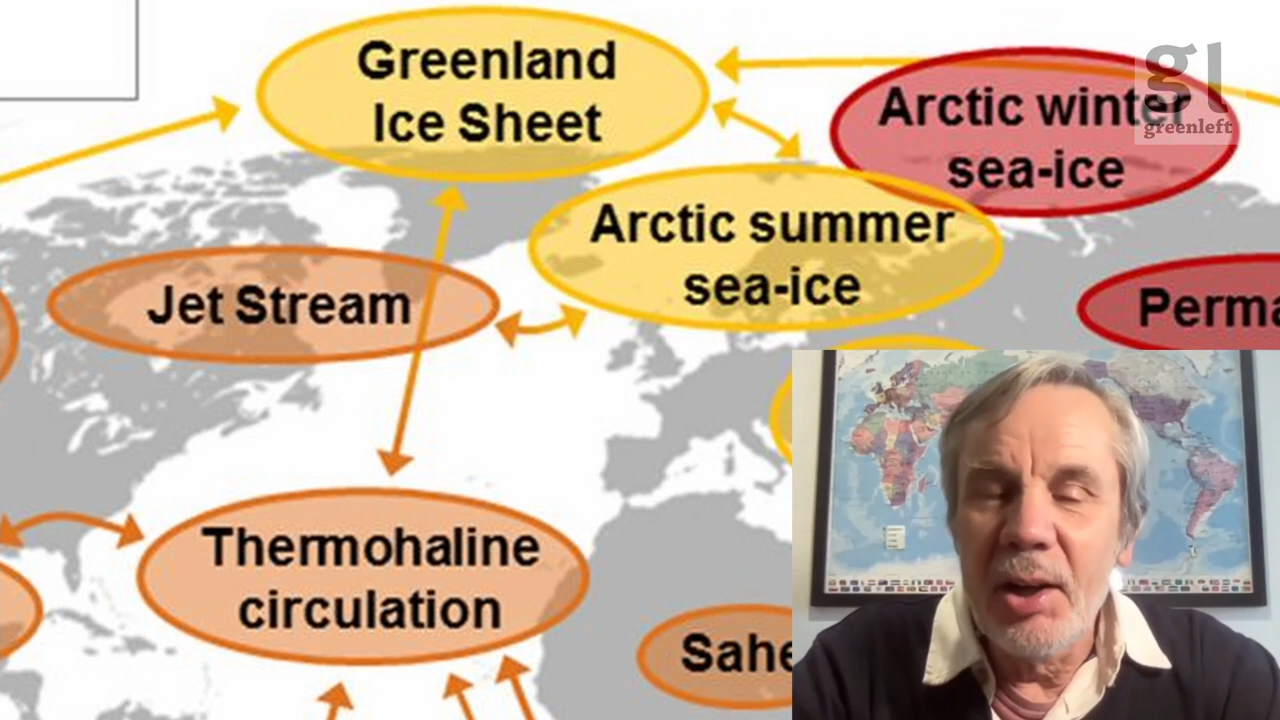 Greenland
Ice Sheet
Arctic winter
sea-ice
gl
greenleft
Arctic summer
sea-ice
Jet Stream
Perma
Thermohaline
circulation
Sahe